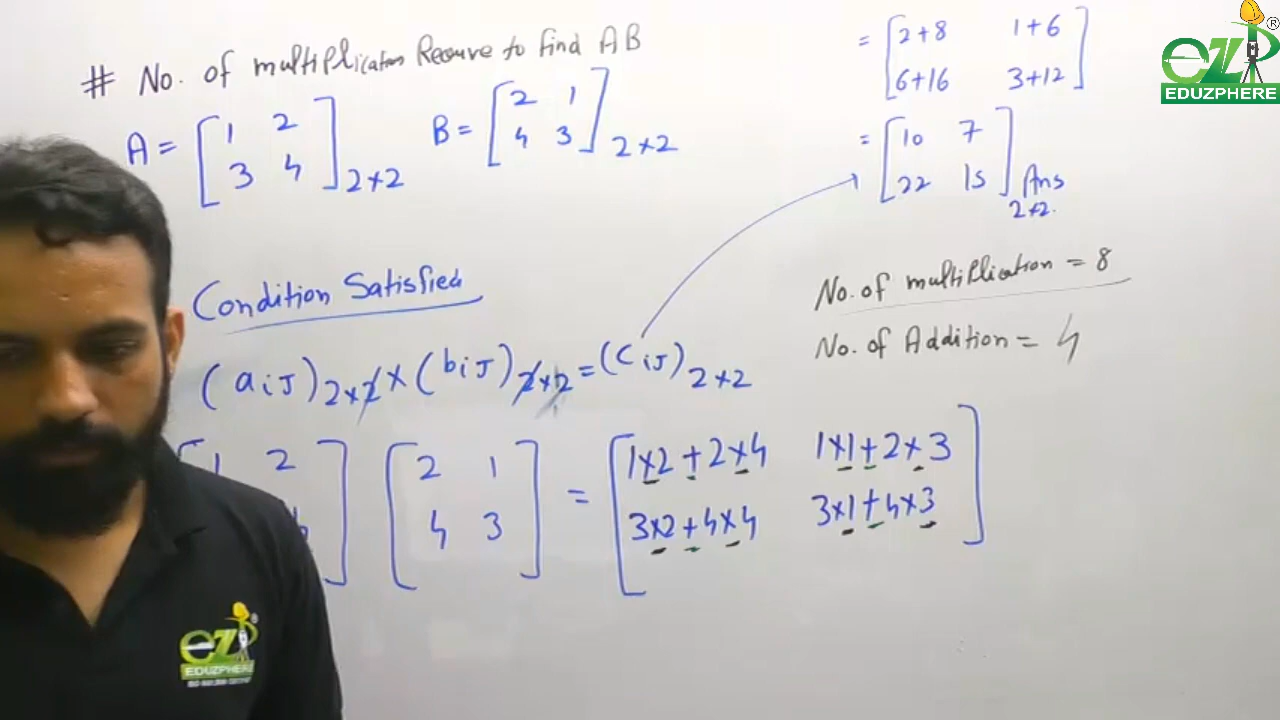 # No. of multiplication Recurve to find AB
A = [1 2
3 4] 2×2
B = [2 1
4 3] 2×2
= [2+8 1+6
6+16 3+12]
= [10 7
22 15] 2×2 Ans
Condition Satisfied
No. of multiplication = 8
No. of Addition = 4
(aij) 2×2 × (bij) 2×2 = (Cij) 2×2
[1 2
] [2 1
4 3] = [1×2+2×4 1×1+2×3
3×2+4×4 3×1+4×3]
EZ
EDUZPHERE
®
EZ
EDUZPHERE